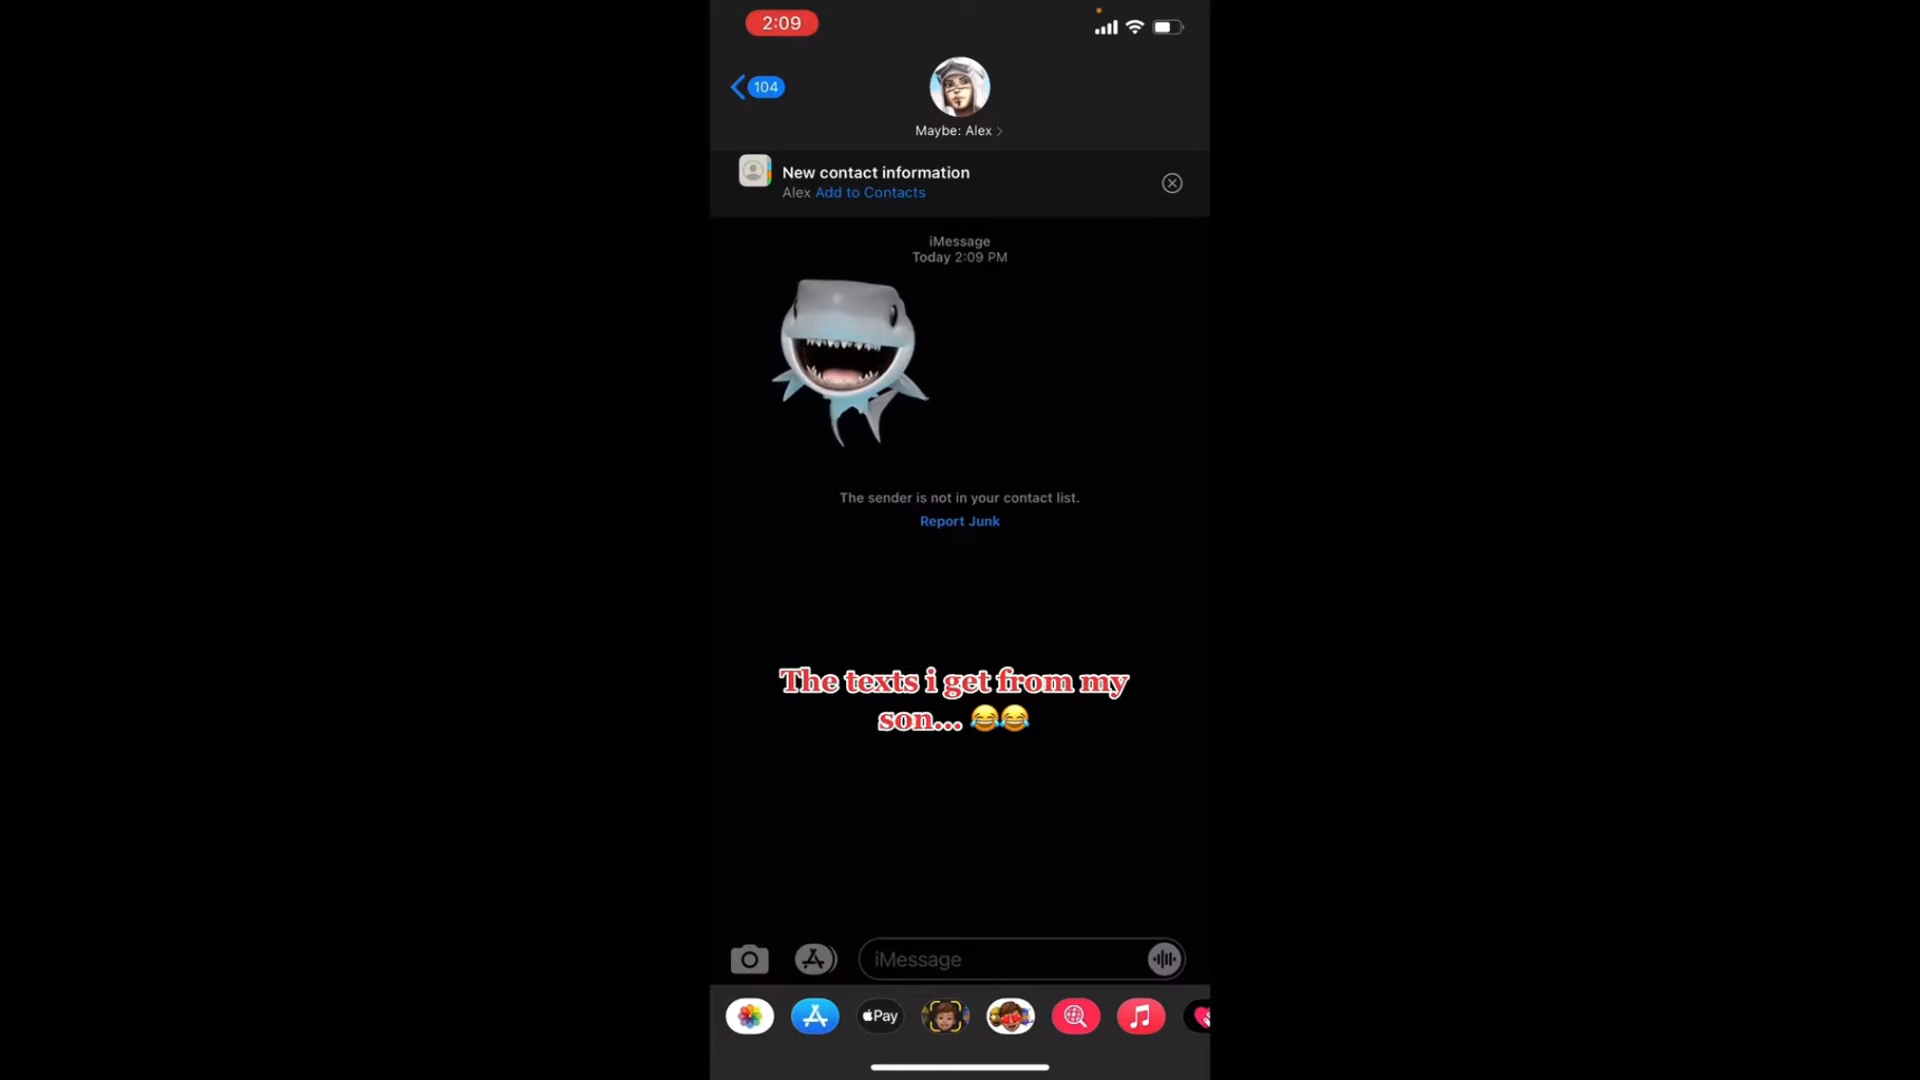 2:09
104
Maybe: Alex
New contact information
Alex Add to Contacts
iMessage
Today 2:09 PM
The sender is not in your contact list.
Report Junk
The texts i get from my
son... 😂😂
iMessage
Pay